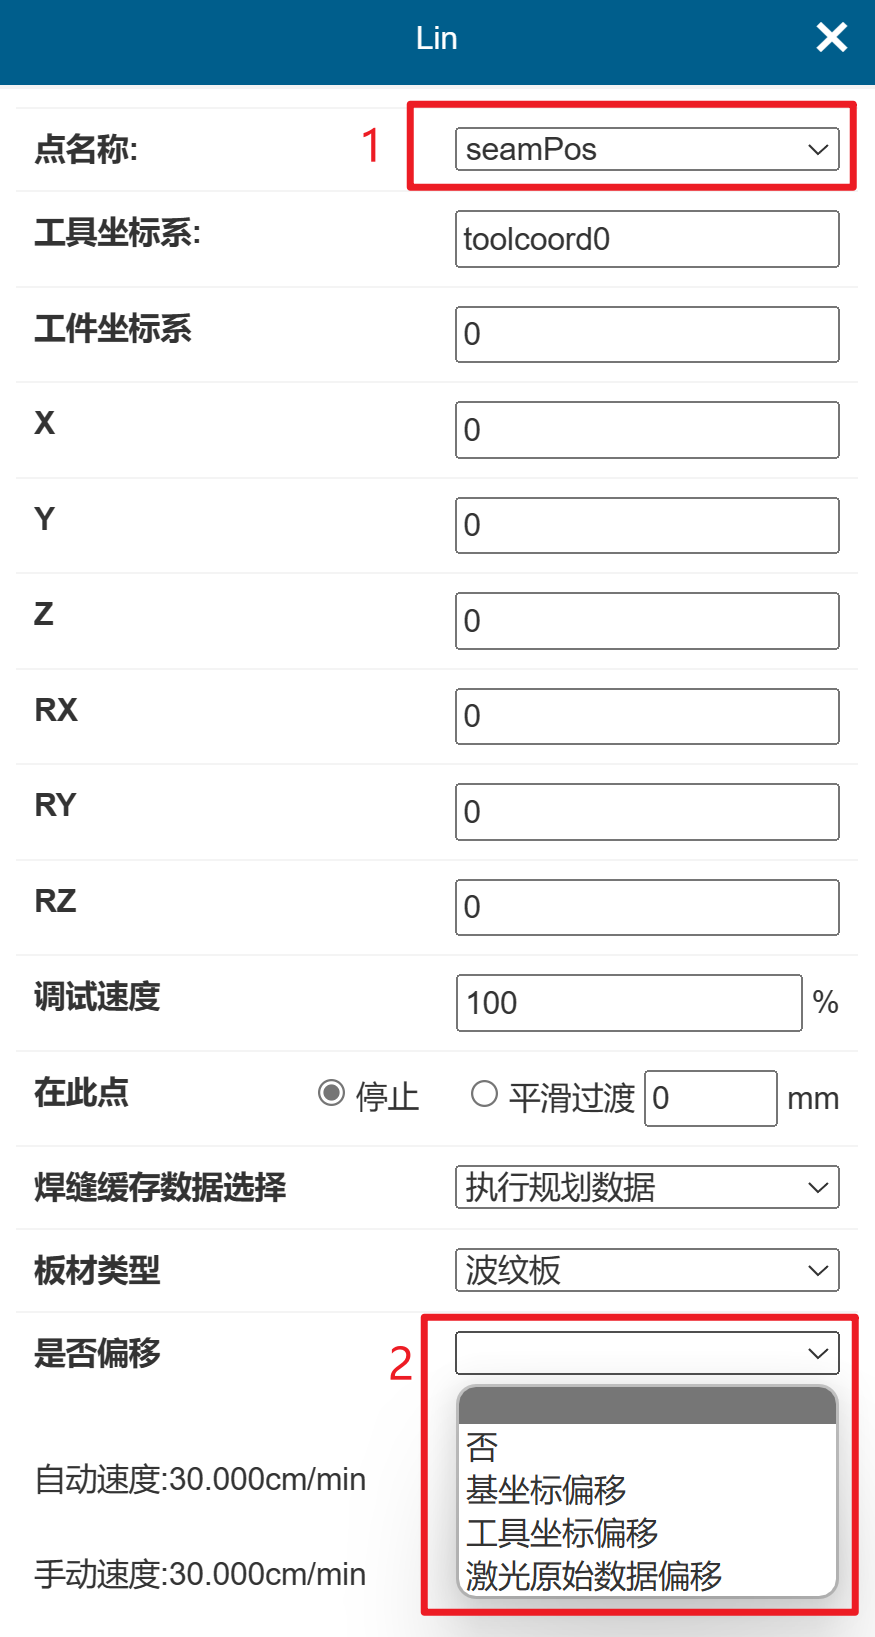 Lin
点名称: 1 seamPos
工具坐标系: toolcoord0
工件坐标系 0
X 0
Y 0
Z 0
RX 0
RY 0
RZ 0
调试速度 100 %
在此点 停止 平滑过渡 0 mm
焊缝缓存数据选择 执行规划数据
板材类型 波纹板
是否偏移 2
否
基坐标偏移
自动速度:30.000cm/min
工具坐标偏移
激光原始数据偏移
手动速度:30.000cm/min